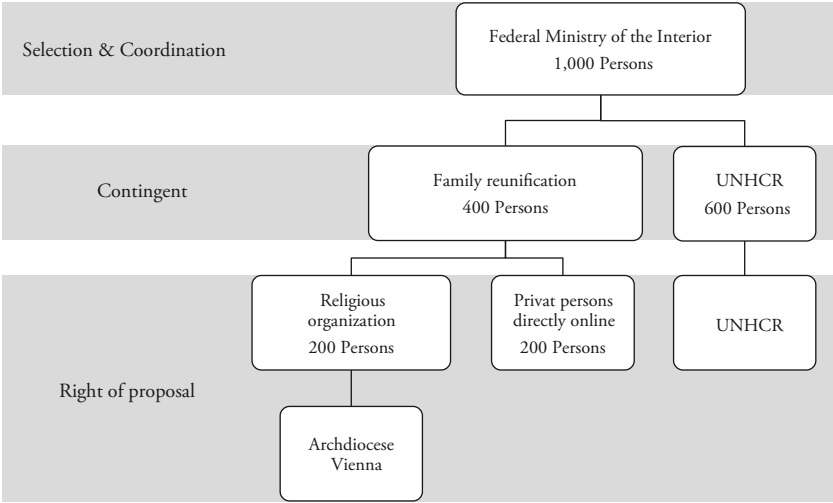 Selection & Coordination
Federal Ministry of the Interior
1,000 Persons
Contingent
Family reunification
400 Persons
UNHCR
600 Persons
Right of proposal
Religious
organization
200 Persons
Privat persons
directly online
200 Persons
UNHCR
Archdiocese
Vienna